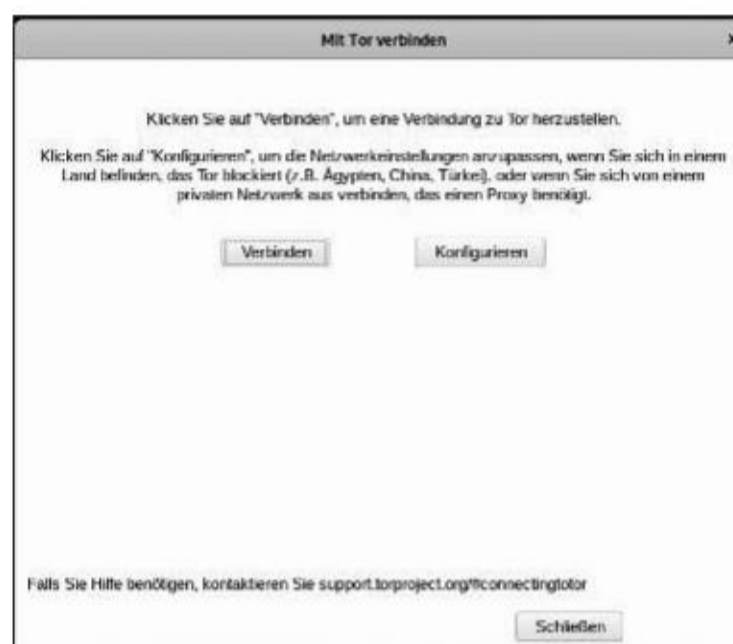 Mit Tor verbinden
Klicken Sie auf "Verbinden", um eine Verbindung zu Tor herzustellen.
Klicken Sie auf "Konfigurieren", um die Netzwerkeinstellungen anzupassen, wenn Sie sich in einem
Land befinden, das Tor blockiert (z.B. Ägypten, China, Türkei), oder wenn Sie sich von einem
privaten Netzwerk aus verbinden, das einen Proxy benötigt.
Verbinden Konfigurieren
Falls Sie Hilfe benötigen, kontaktieren Sie support.torproject.org/#connectingtotor
Schließen